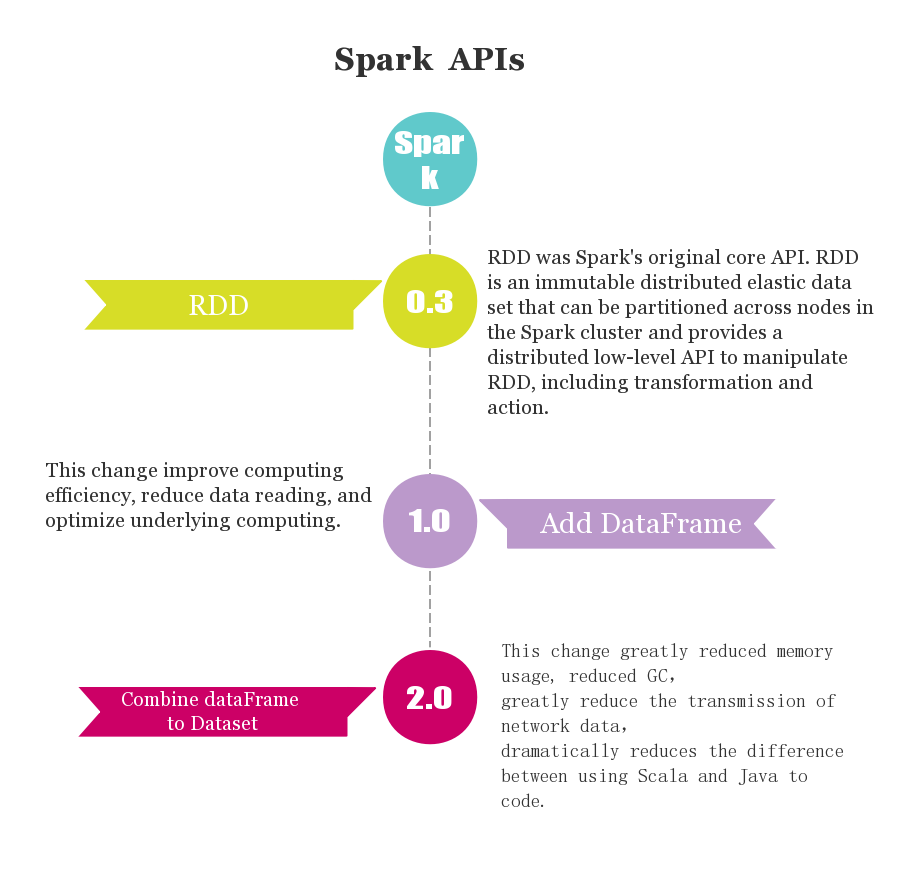 Spark APIs
Spar
k
RDD
0.3
RDD was Spark's original core API. RDD
is an immutable distributed elastic data
set that can be partitioned across nodes in
the Spark cluster and provides a
distributed low-level API to manipulate
RDD, including transformation and
action.
This change improve computing
efficiency, reduce data reading, and
optimize underlying computing.
1.0
Add DataFrame
Combine dataFrame
to Dataset
2.0
This change greatly reduced memory
usage, reduced GC,
greatly reduce the transmission of
network data,
dramatically reduces the difference
between using Scala and Java to
code.